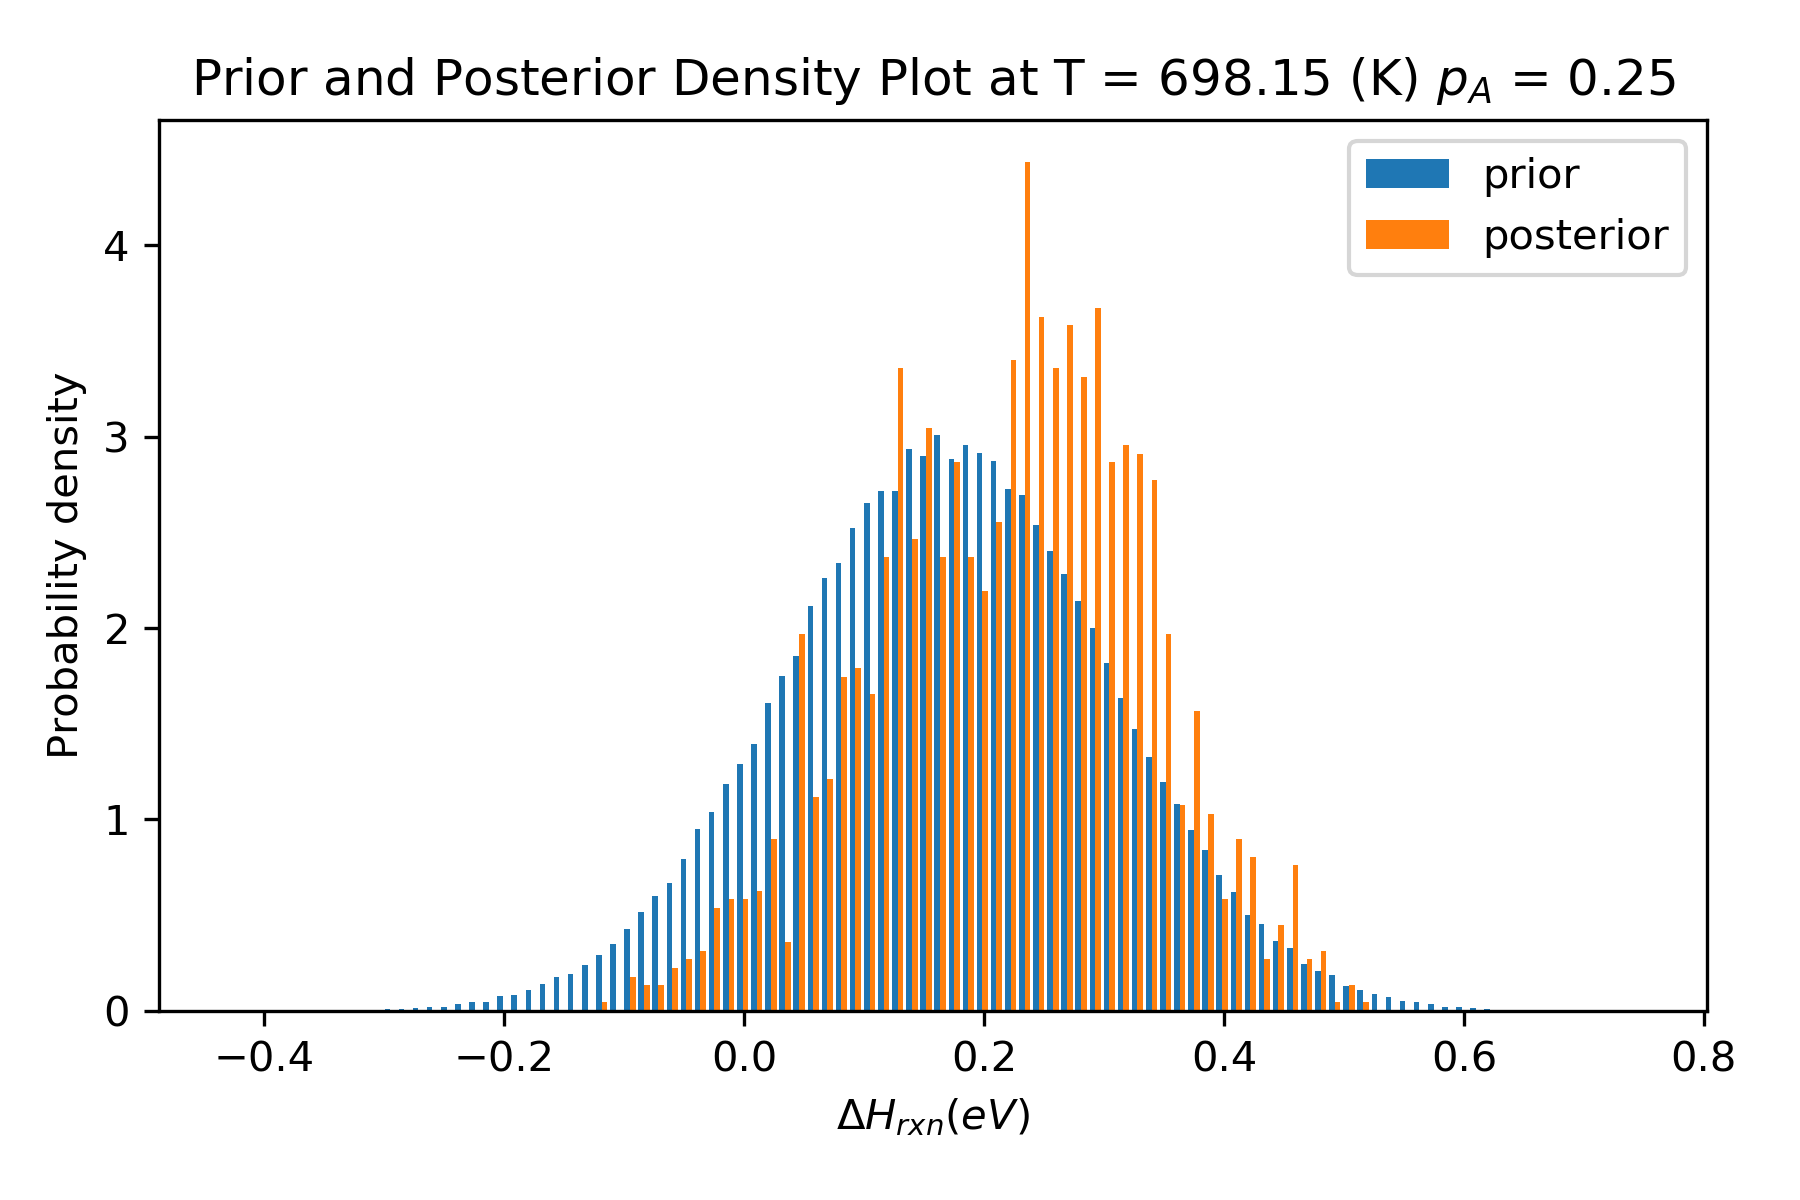 Prior and Posterior Density Plot at T = 698.15 (K) p_A = 0.25
prior
posterior
Probability density
4
3
2
1
0
−0.4 −0.2 0.0 0.2 0.4 0.6 0.8
ΔH_rxn(eV)